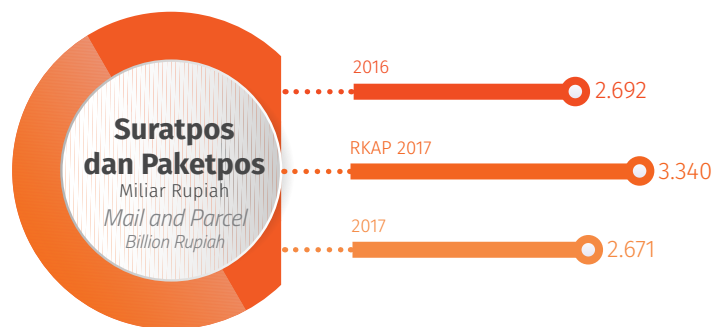 Suratpos
dan Paketpos
Miliar Rupiah
Mail and Parcel
Billion Rupiah
2016
2.692
RKAP 2017
3.340
2017
2.671